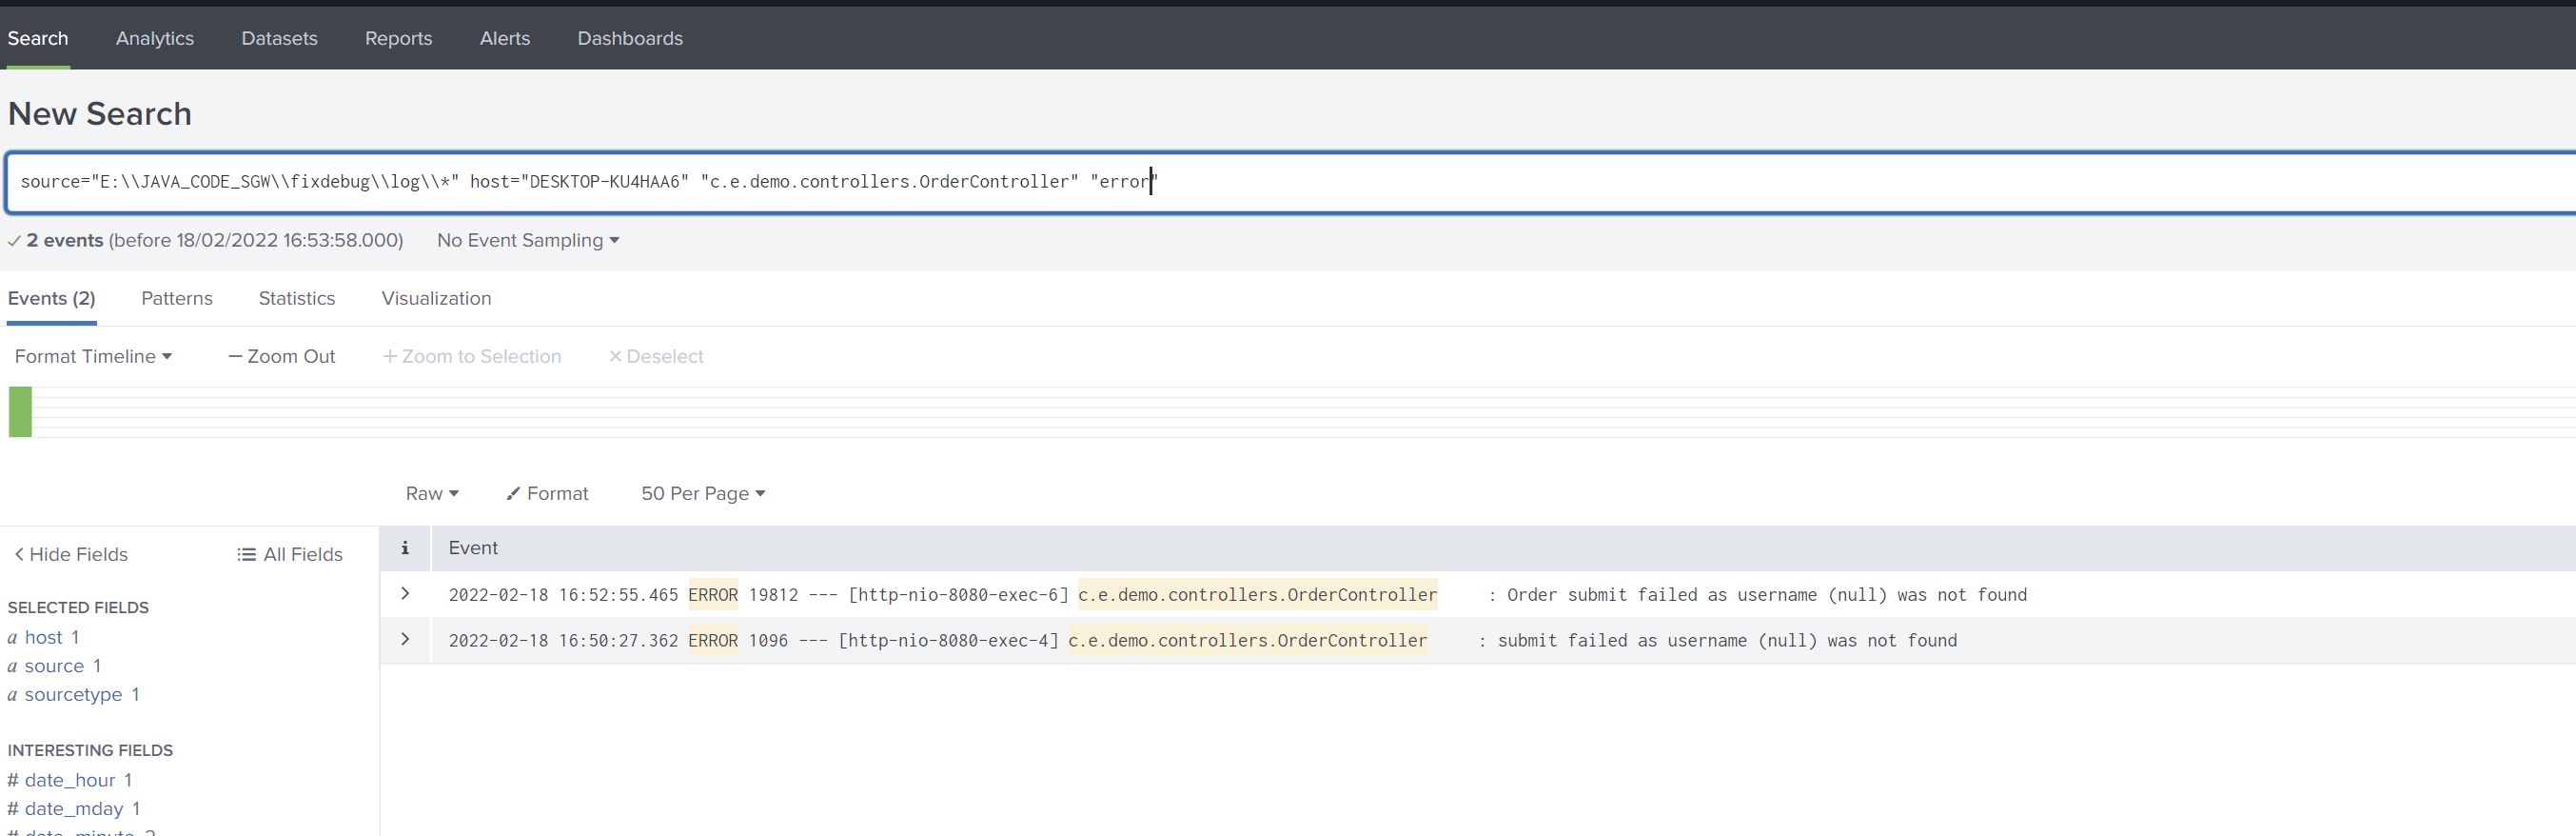 Search Analytics Datasets Reports Alerts Dashboards
New Search
source="E:\\JAVA_CODE_SGW\\fixdebug\\log\\*" host="DESKTOP-KU4HAA6" "c.e.demo.controllers.OrderController" "error"
2 events (before 18/02/2022 16:53:58.000) No Event Sampling
Events (2) Patterns Statistics Visualization
Format Timeline — Zoom Out + Zoom to Selection × Deselect
Raw Format 50 Per Page
< Hide Fields All Fields
i Event
> 2022-02-18 16:52:55.465 ERROR 19812 --- [http-nio-8080-exec-6] c.e.demo.controllers.OrderController : Order submit failed as username (null) was not found
> 2022-02-18 16:50:27.362 ERROR 1096 --- [http-nio-8080-exec-4] c.e.demo.controllers.OrderController : submit failed as username (null) was not found
SELECTED FIELDS
a host 1
a source 1
a sourcetype 1
INTERESTING FIELDS
# date_hour 1
# date_mday 1
# date_minute 2